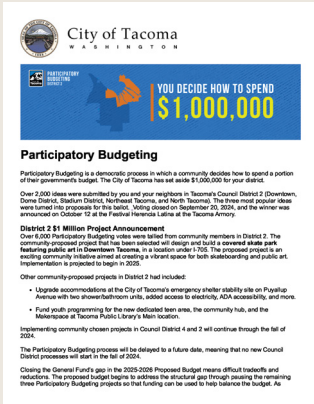 City of Tacoma
WASHINGTON
PARTICIPATORY
BUDGETING
YOU DECIDE HOW TO SPEND
$1,000,000
Participatory Budgeting
Participatory Budgeting is a democratic process in which a community decides how to spend a portion
of their government's budget. The City of Tacoma has set aside $1,000,000 for your district.
Over 2,000 ideas were submitted by you and your neighbors in Tacoma's Council District 2 (Downtown,
Dome District, Stadium District, Northeast Tacoma, and North Tacoma). The three most popular ideas
were turned into proposals for this ballot. Voting closed on September 20, 2024, and the winner was
announced on October 12 at the Festival Herencia Latina at the Tacoma Armory.
District 2 $1 Million Project Announcement
Over 6,000 Participatory Budgeting votes were tallied from community members in District 2. The
community-proposed project that has been selected will design and build a covered skate park
featuring public art in Downtown Tacoma, in a location under I-705. The proposed project is an
exciting community initiative aimed at creating a vibrant space for both skateboarding and public art.
Implementation is projected to begin in 2025.
Other community-proposed projects in District 2 had included:
• Upgrade accommodations at the City of Tacoma's emergency shelter stability site on Puyallup
Avenue with two shower/bathroom units, added access to electricity, ADA accessibility, and more.
• Fund youth programming for the new dedicated teen area, the community hub, and the
Makerspace at Tacoma Public Library's Main location.
Implementing community chosen projects in Council District 4 and 2 will continue through the fall of
2024.
The Participatory Budgeting process will be delayed to a future date, meaning that no new Council
District processes will start in the fall of 2024.
Closing the General Fund's gap in the 2025-2026 Proposed Budget means difficult tradeoffs and
reductions. The proposed budget begins to address the structural gap through pausing the remaining
three Participatory Budgeting projects so that funding can be used to help balance the budget. As